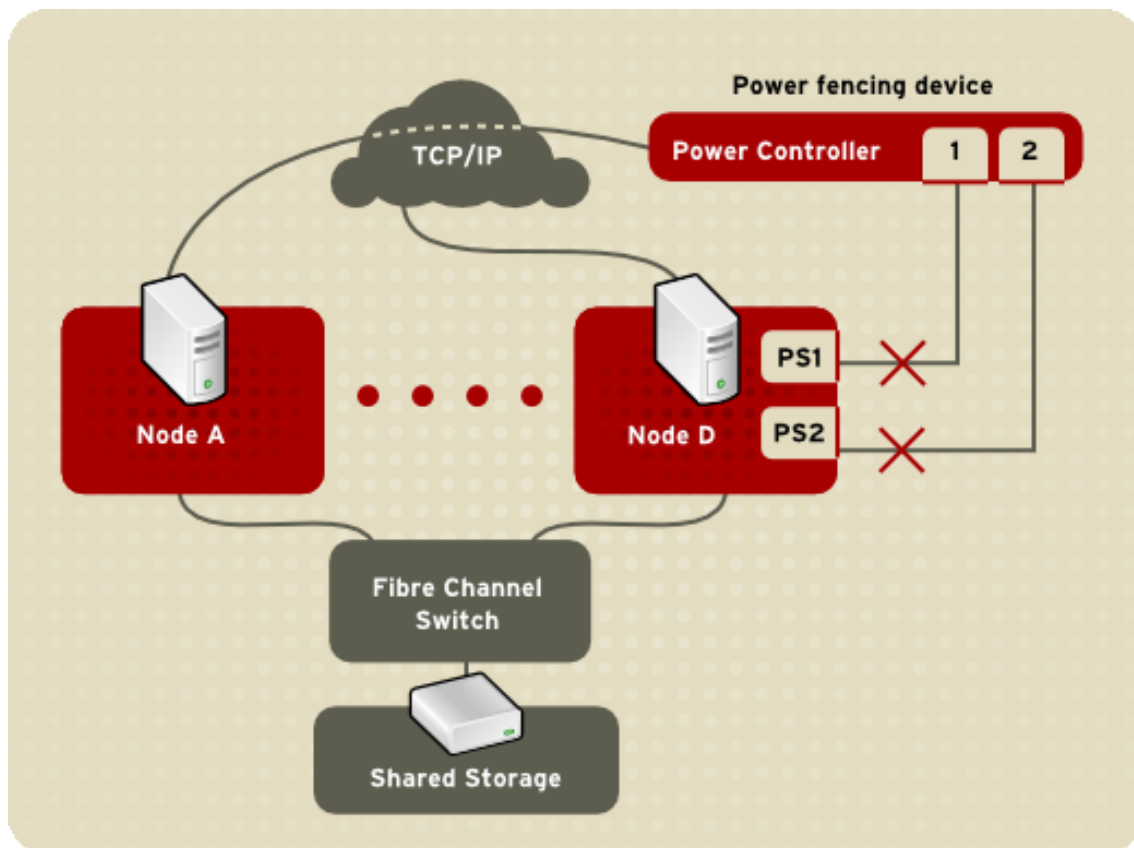 Power fencing device
TCP/IP
Power Controller
1
2
PS1
Node A
Node D
PS2
Fibre Channel
Switch
Shared Storage